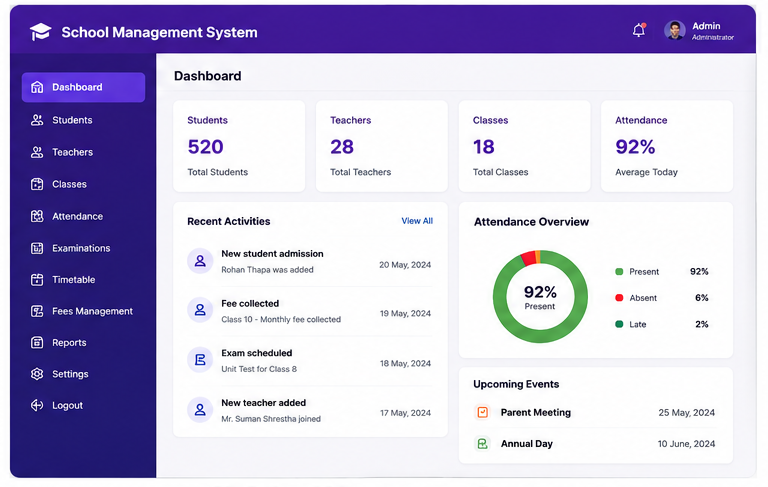 School Management System
Admin
Administrator
Dashboard
Students
Teachers
Classes
Attendance
Examinations
Timetable
Fees Management
Reports
Settings
Logout
Dashboard
Students
520
Total Students
Teachers
28
Total Teachers
Classes
18
Total Classes
Attendance
92%
Average Today
Recent Activities View All
New student admission
Rohan Thapa was added
20 May, 2024
Fee collected
Class 10 - Monthly fee collected
19 May, 2024
Exam scheduled
Unit Test for Class 8
18 May, 2024
New teacher added
Mr. Suman Shrestha joined
17 May, 2024
Attendance Overview
92%
Present
Present 92%
Absent 6%
Late 2%
Upcoming Events
Parent Meeting 25 May, 2024
Annual Day 10 June, 2024